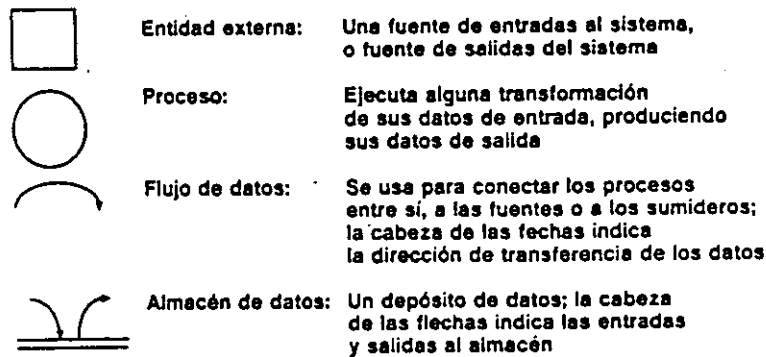 Entidad externa: Una fuente de entradas al sistema,
o fuente de salidas del sistema
Proceso: Ejecuta alguna transformación
de sus datos de entrada, produciendo
sus datos de salida
Flujo de datos: Se usa para conectar los procesos
entre sí, a las fuentes o a los sumideros;
la cabeza de las fechas indica
la dirección de transferencia de los datos
Almacén de datos: Un depósito de datos; la cabeza
de las flechas indica las entradas
y salidas al almacén